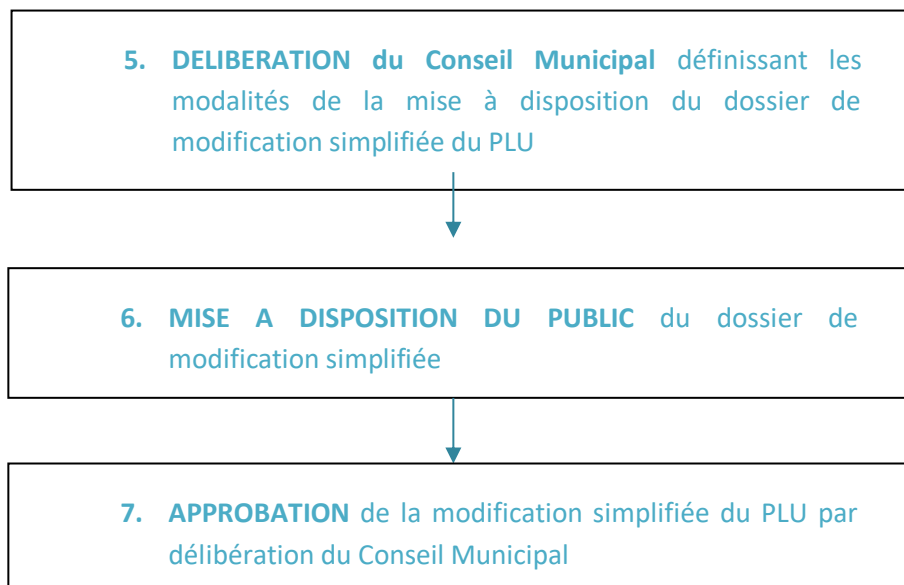 5. DELIBERATION du Conseil Municipal définissant les
modalités de la mise à disposition du dossier de
modification simplifiée du PLU
6. MISE A DISPOSITION DU PUBLIC du dossier de
modification simplifiée
7. APPROBATION de la modification simplifiée du PLU par
délibération du Conseil Municipal